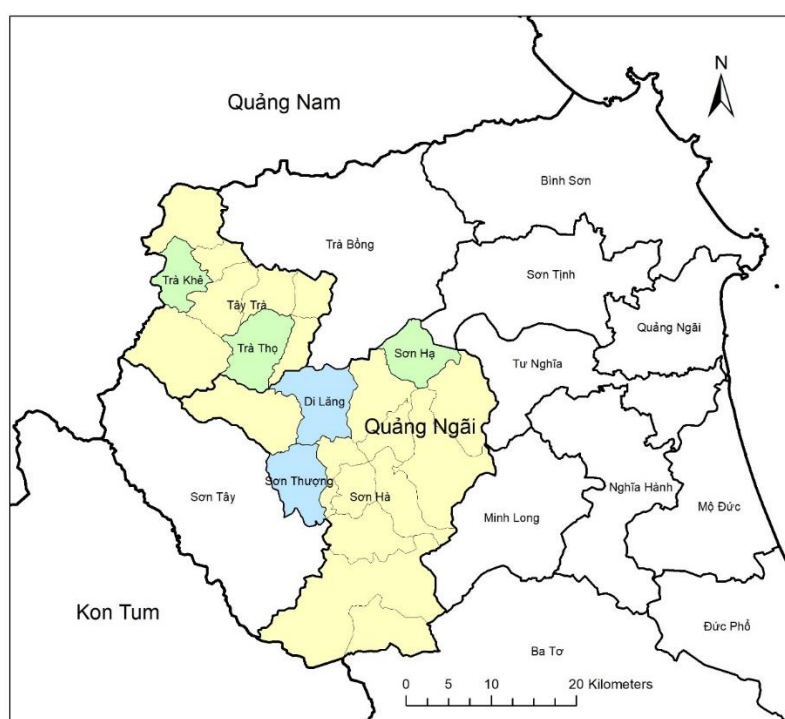 N
Quảng Nam
Bình Sơn
Trà Bồng
Sơn Tịnh
Trà Khê
Tây Trà
Quảng Ngãi
Trà Thọ
Sơn Hạ
Tư Nghĩa
Di Lăng
Quảng Ngãi
Sơn Thượng
Sơn Tây
Sơn Hà
Nghĩa Hành
Minh Long
Mộ Đức
Kon Tum
Đức Phổ
Ba Tơ
0 5 10 20 Kilometers